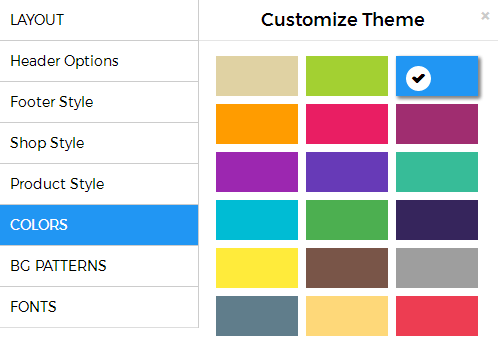 LAYOUT
Customize Theme
Header Options
Footer Style
Shop Style
Product Style
COLORS
BG PATTERNS
FONTS